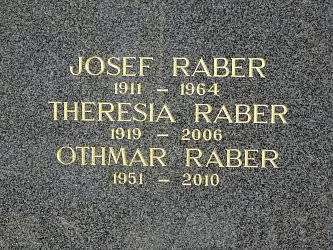 JOSEF RABER
1911 – 1964
THERESIA RABER
1919 – 2006
OTHMAR RABER
1951 – 2010